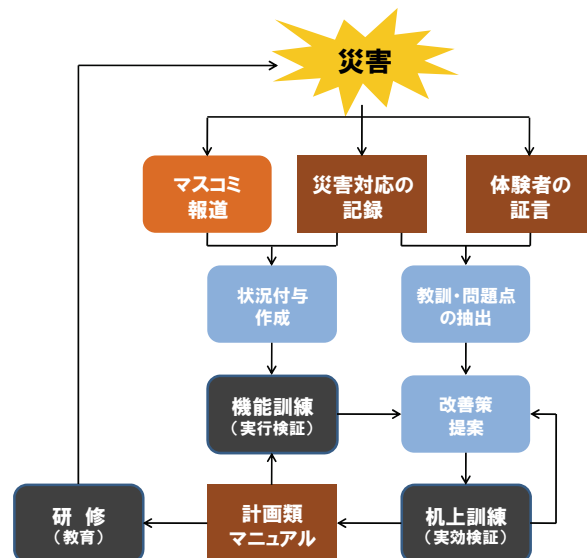 災害
マスコミ
報道
災害対応の
記録
体験者の
証言
状況付与
作成
教訓・問題点
の抽出
機能訓練
（実行検証）
改善策
提案
研 修
（教育）
計画類
マニュアル
机上訓練
（実効検証）